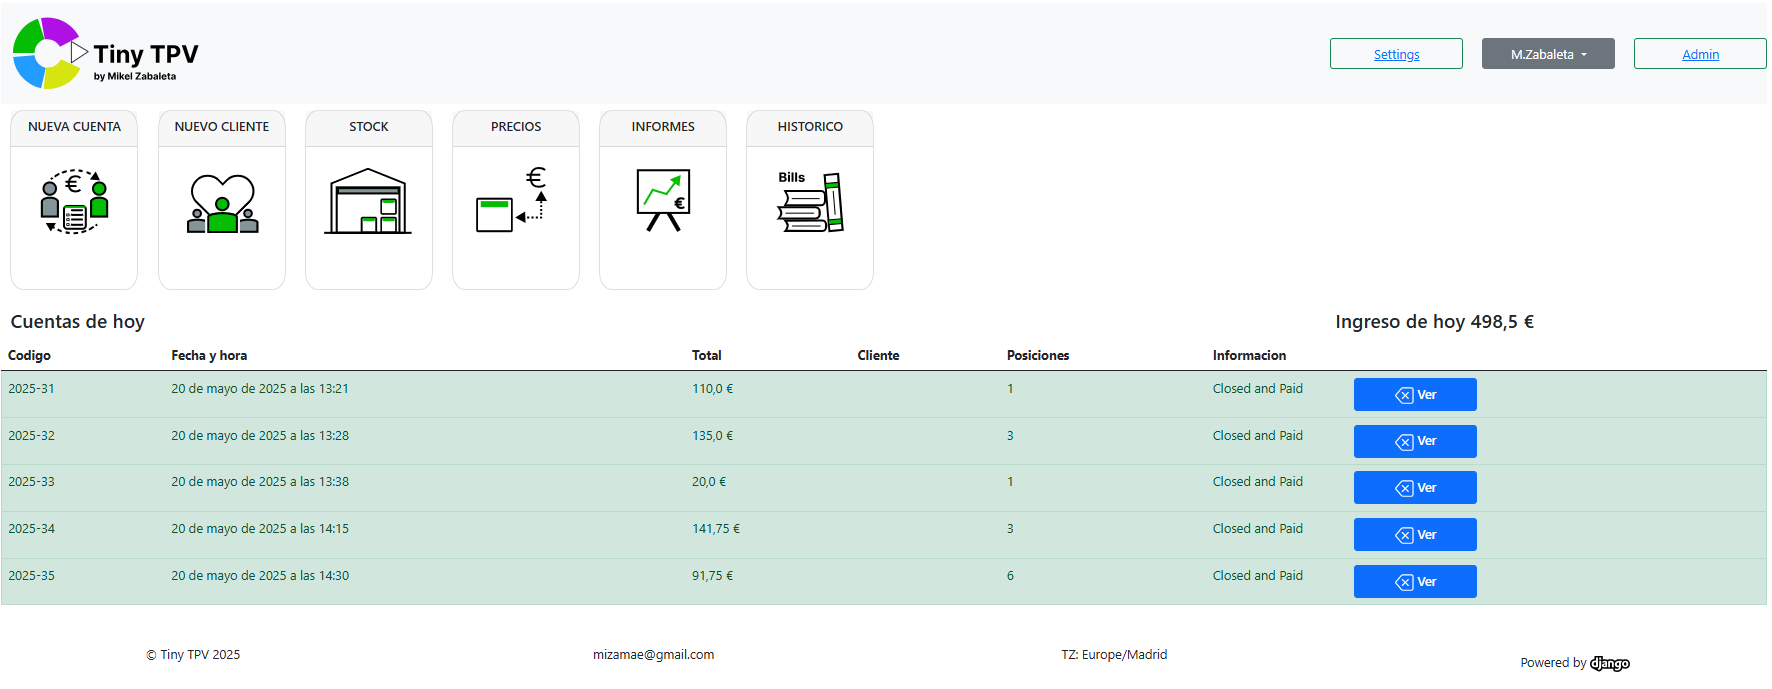 Tiny TPV
by Mikel Zabaleta
Settings
M.Zabaleta
Admin
NUEVA CUENTA
NUEVO CLIENTE
STOCK
PRECIOS
INFORMES
HISTORICO
€
€
€
Bills
Cuentas de hoy
Ingreso de hoy 498,5 €
Codigo Fecha y hora Total Cliente Posiciones Informacion
2025-31 20 de mayo de 2025 a las 13:21 110,0 € 1 Closed and Paid Ver
2025-32 20 de mayo de 2025 a las 13:28 135,0 € 3 Closed and Paid Ver
2025-33 20 de mayo de 2025 a las 13:38 20,0 € 1 Closed and Paid Ver
2025-34 20 de mayo de 2025 a las 14:15 141,75 € 3 Closed and Paid Ver
2025-35 20 de mayo de 2025 a las 14:30 91,75 € 6 Closed and Paid Ver
© Tiny TPV 2025 mizamae@gmail.com TZ: Europe/Madrid Powered by django